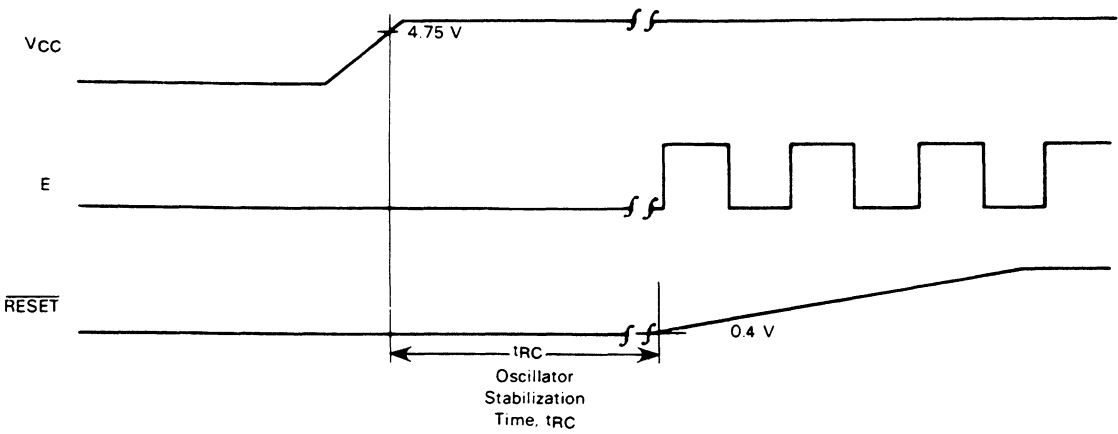 VCC
4.75 V
E
RESET
0.4 V
tRC
Oscillator
Stabilization
Time, tRC